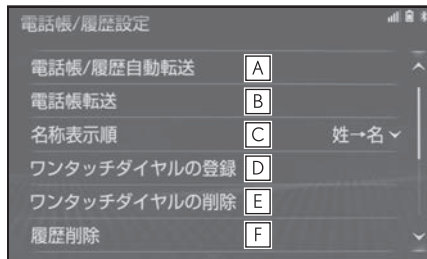 電話帳/履歴設定
電話帳/履歴自動転送 A
電話帳転送 B
名称表示順 C 姓→名
ワンタッチダイヤルの登録 D
ワンタッチダイヤルの削除 E
履歴削除 F